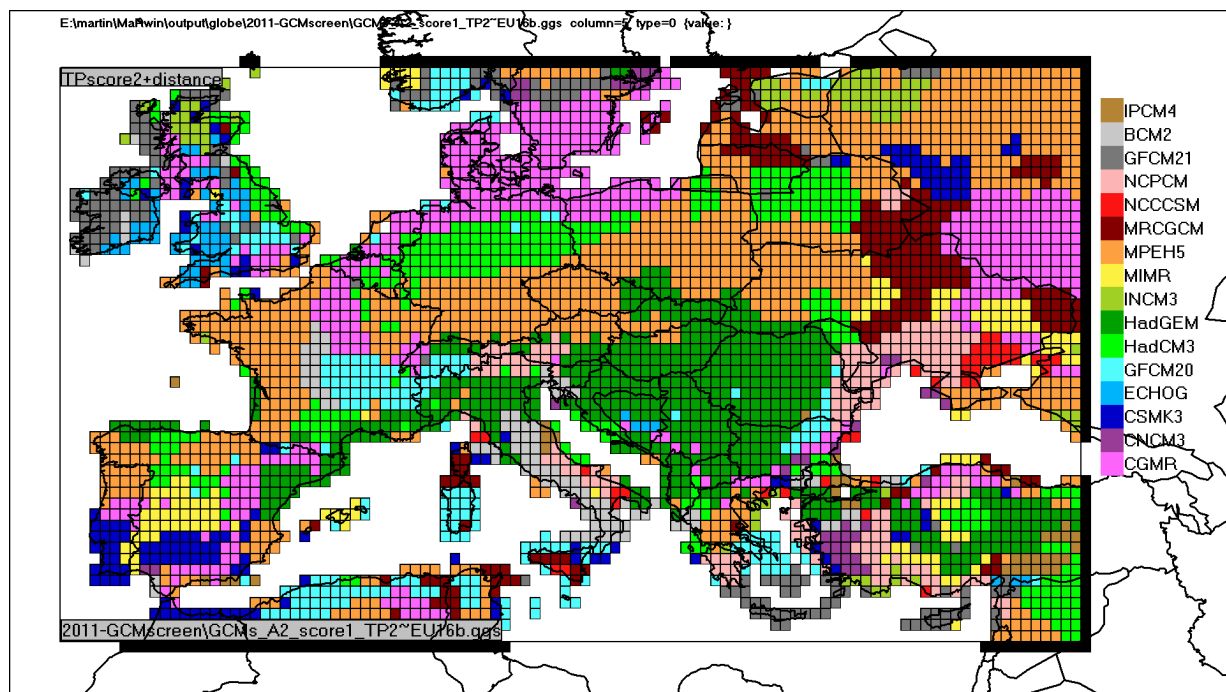 E:\martin\Marwin\output\globe\2011-GCMscreen\GCMs_A2_score1_TP2~EU16b.ggs column=5 type=0 {value: }
TPscore2+distance
IPCM4
BCM2
GFCM21
NCPCM
NCCCSM
MRCGCM
MPEH5
MIMR
INCM3
HadGEM
HadCM3
GFCM20
ECHOG
CSMK3
CNCM3
CGMR
2011-GCMscreen\GCMs_A2_score1_TP2~EU16b.ggs